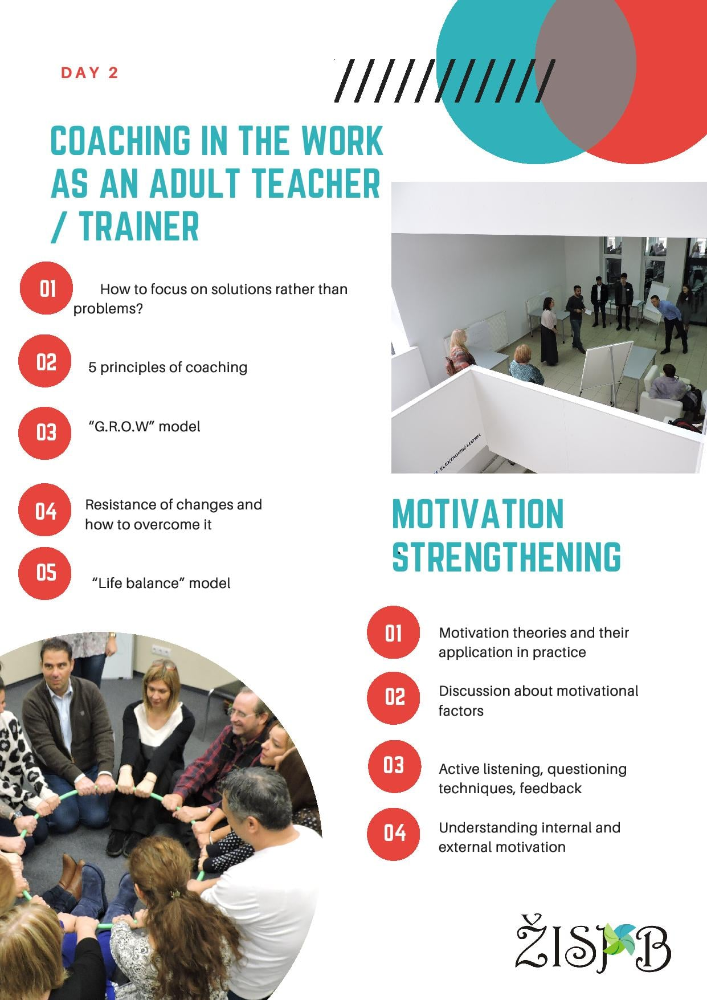 DAY 2
COACHING IN THE WORK
AS AN ADULT TEACHER
/ TRAINER
01
How to focus on solutions rather than
problems?
02
5 principles of coaching
03
“G.R.O.W” model
04
Resistance of changes and
how to overcome it
05
“Life balance” model
ELEKTRONINĖ LEIDYBA
MOTIVATION
STRENGTHENING
01
Motivation theories and their
application in practice
02
Discussion about motivational
factors
03
Active listening, questioning
techniques, feedback
04
Understanding internal and
external motivation
ŽISPB